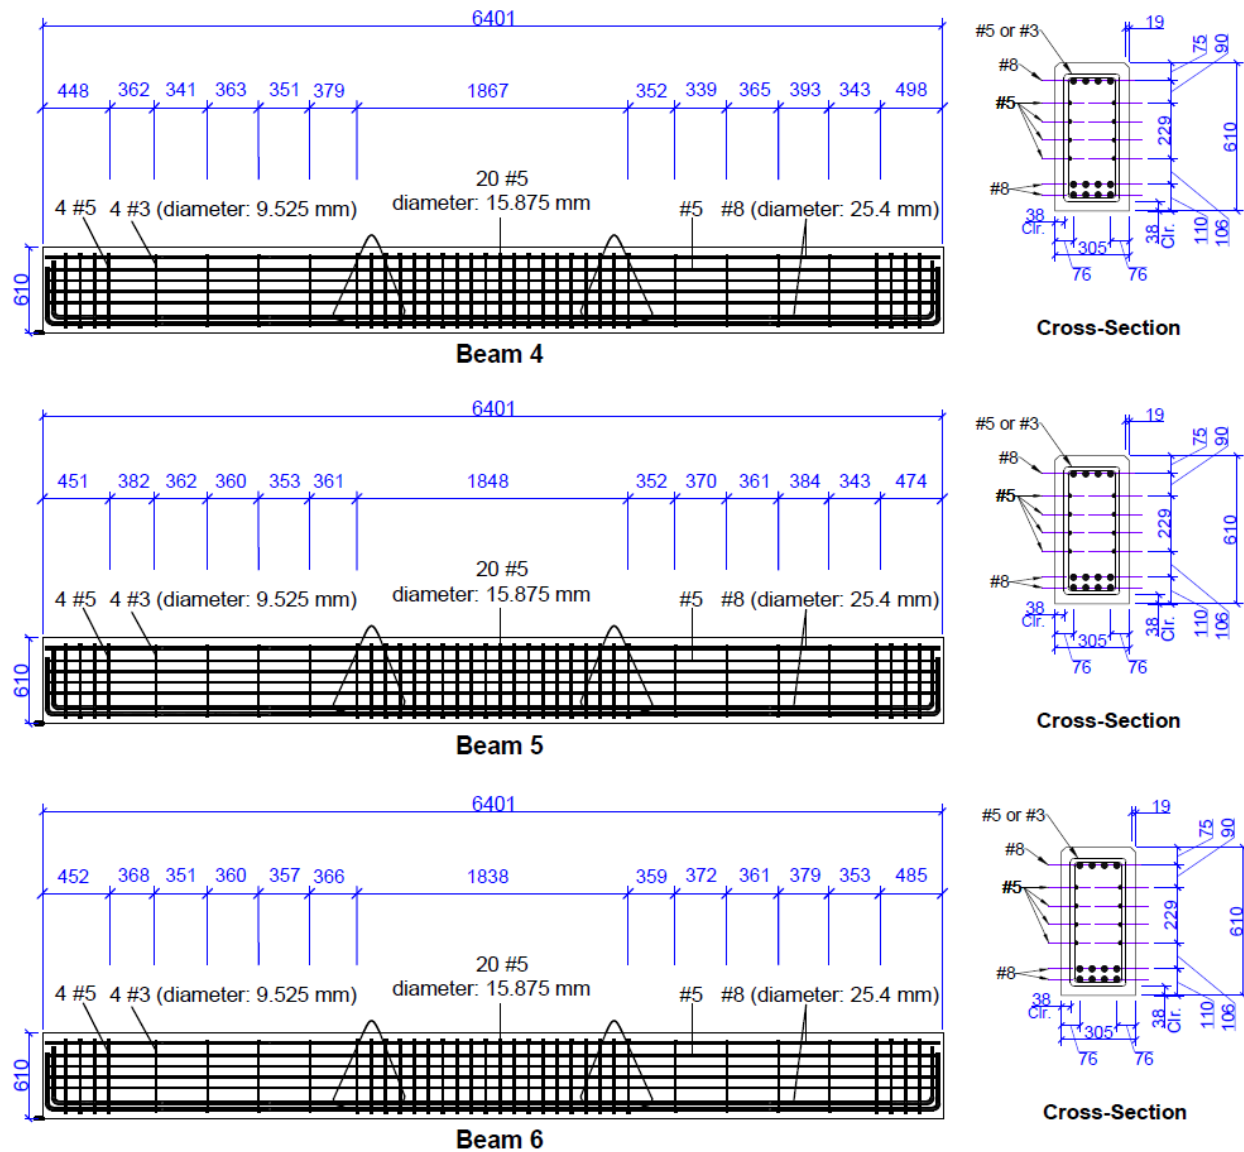 6401
448 362 341 363 351 379 1867 352 339 365 393 343 498
20 #5
diameter: 15.875 mm
4 #5 4 #3 (diameter: 9.525 mm) #5 #8 (diameter: 25.4 mm)
610
Beam 4
19
#5 or #3
75
90
#8
#5
229
610
#8
38
Clr.
305
38
Clr.
110
106
76 76
Cross-Section
6401
451 382 362 360 353 361 1848 352 370 361 384 343 474
20 #5
diameter: 15.875 mm
4 #5 4 #3 (diameter: 9.525 mm) #5 #8 (diameter: 25.4 mm)
610
Beam 5
19
#5 or #3
75
90
#8
#5
229
610
#8
38
Clr.
305
38
Clr.
110
106
76 76
Cross-Section
6401
452 368 351 360 357 366 1838 359 372 361 379 353 485
20 #5
diameter: 15.875 mm
4 #5 4 #3 (diameter: 9.525 mm) #5 #8 (diameter: 25.4 mm)
610
Beam 6
19
#5 or #3
75
90
#8
#5
229
610
#8
38
Clr.
305
38
Clr.
110
106
76 76
Cross-Section